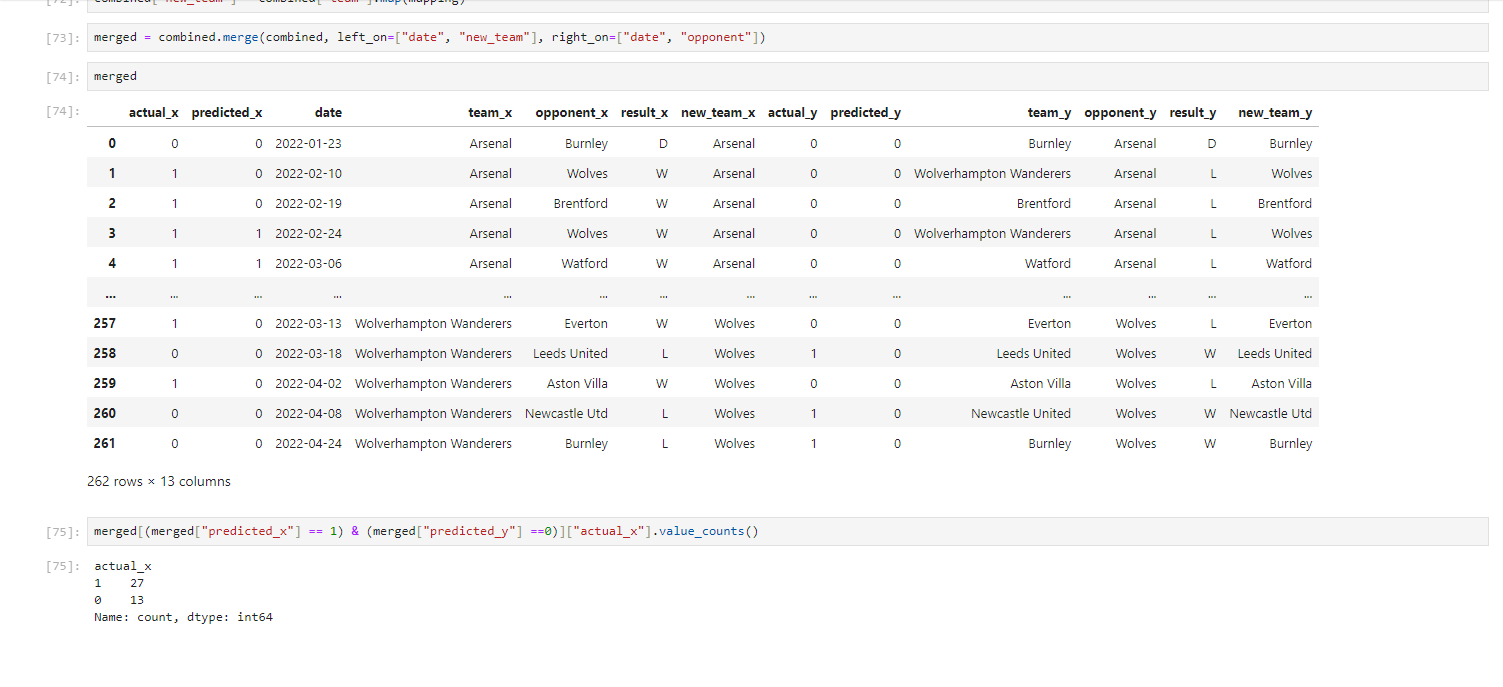 [72]: combined["new_team"] = combined["team"].map(mapping)
[73]: merged = combined.merge(combined, left_on=["date", "new_team"], right_on=["date", "opponent"])
[74]: merged
[74]: actual_x predicted_x date team_x opponent_x result_x new_team_x actual_y predicted_y team_y opponent_y result_y new_team_y
0 0 0 2022-01-23 Arsenal Burnley D Arsenal 0 0 Burnley Arsenal D Burnley
1 1 0 2022-02-10 Arsenal Wolves W Arsenal 0 0 Wolverhampton Wanderers Arsenal L Wolves
2 1 0 2022-02-19 Arsenal Brentford W Arsenal 0 0 Brentford Arsenal L Brentford
3 1 1 2022-02-24 Arsenal Wolves W Arsenal 0 0 Wolverhampton Wanderers Arsenal L Wolves
4 1 1 2022-03-06 Arsenal Watford W Arsenal 0 0 Watford Arsenal L Watford
... ... ... ... ... ... ... ... ... ... ... ... ... ...
257 1 0 2022-03-13 Wolverhampton Wanderers Everton W Wolves 0 0 Everton Wolves L Everton
258 0 0 2022-03-18 Wolverhampton Wanderers Leeds United L Wolves 1 0 Leeds United Wolves W Leeds United
259 1 0 2022-04-02 Wolverhampton Wanderers Aston Villa W Wolves 0 0 Aston Villa Wolves L Aston Villa
260 0 0 2022-04-08 Wolverhampton Wanderers Newcastle Utd L Wolves 1 0 Newcastle United Wolves W Newcastle Utd
261 0 0 2022-04-24 Wolverhampton Wanderers Burnley L Wolves 1 0 Burnley Wolves W Burnley
262 rows × 13 columns
[75]: merged[(merged["predicted_x"] == 1) & (merged["predicted_y"] ==0)]["actual_x"].value_counts()
[75]: actual_x
1 27
0 13
Name: count, dtype: int64